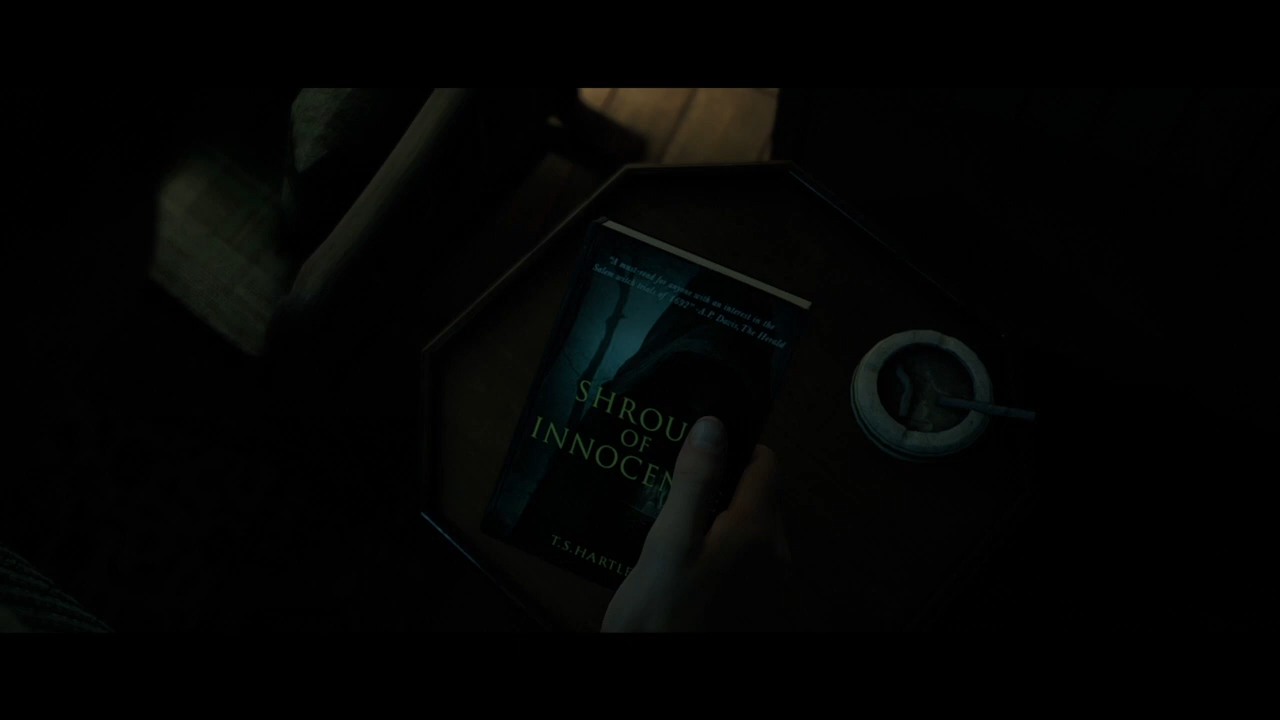 "A must-read for anyone with an interest in the
Salem witch trials of 1692" -A.P. Davis, The Herald
SHROU
OF
INNOCEN
T.S.HARTLE